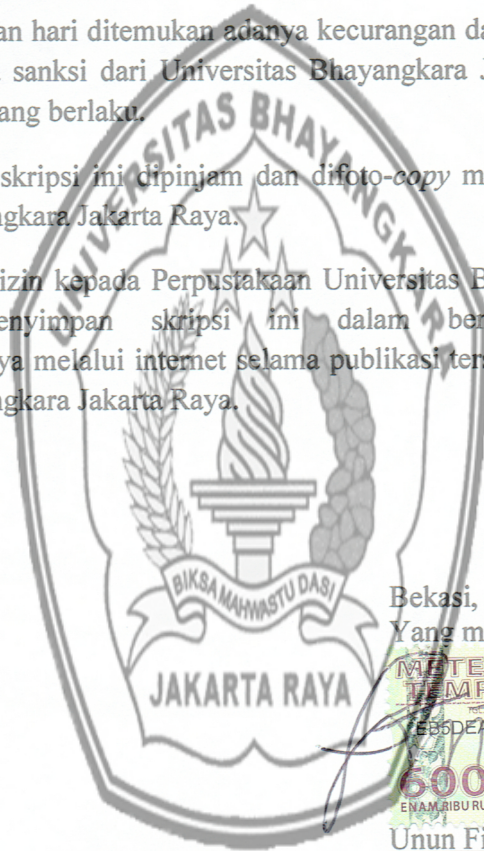 an hari ditemukan adanya kecurangan da
sanksi dari Universitas Bhayangkara J
ang berlaku.
skripsi ini dipinjam dan difoto-copy m
ngkara Jakarta Raya.
izin kepada Perpustakaan Universitas B
enyimpan skripsi ini dalam ber
ya melalui internet selama publikasi ters
ngkara Jakarta Raya.
UNIVERSITAS BHAYANGKARA
BIKSA MAHWASTU DASI
JAKARTA RAYA
Bekasi,
Yang m
METE
TEMP
600
ENAM RIBU RU
Unun Fi